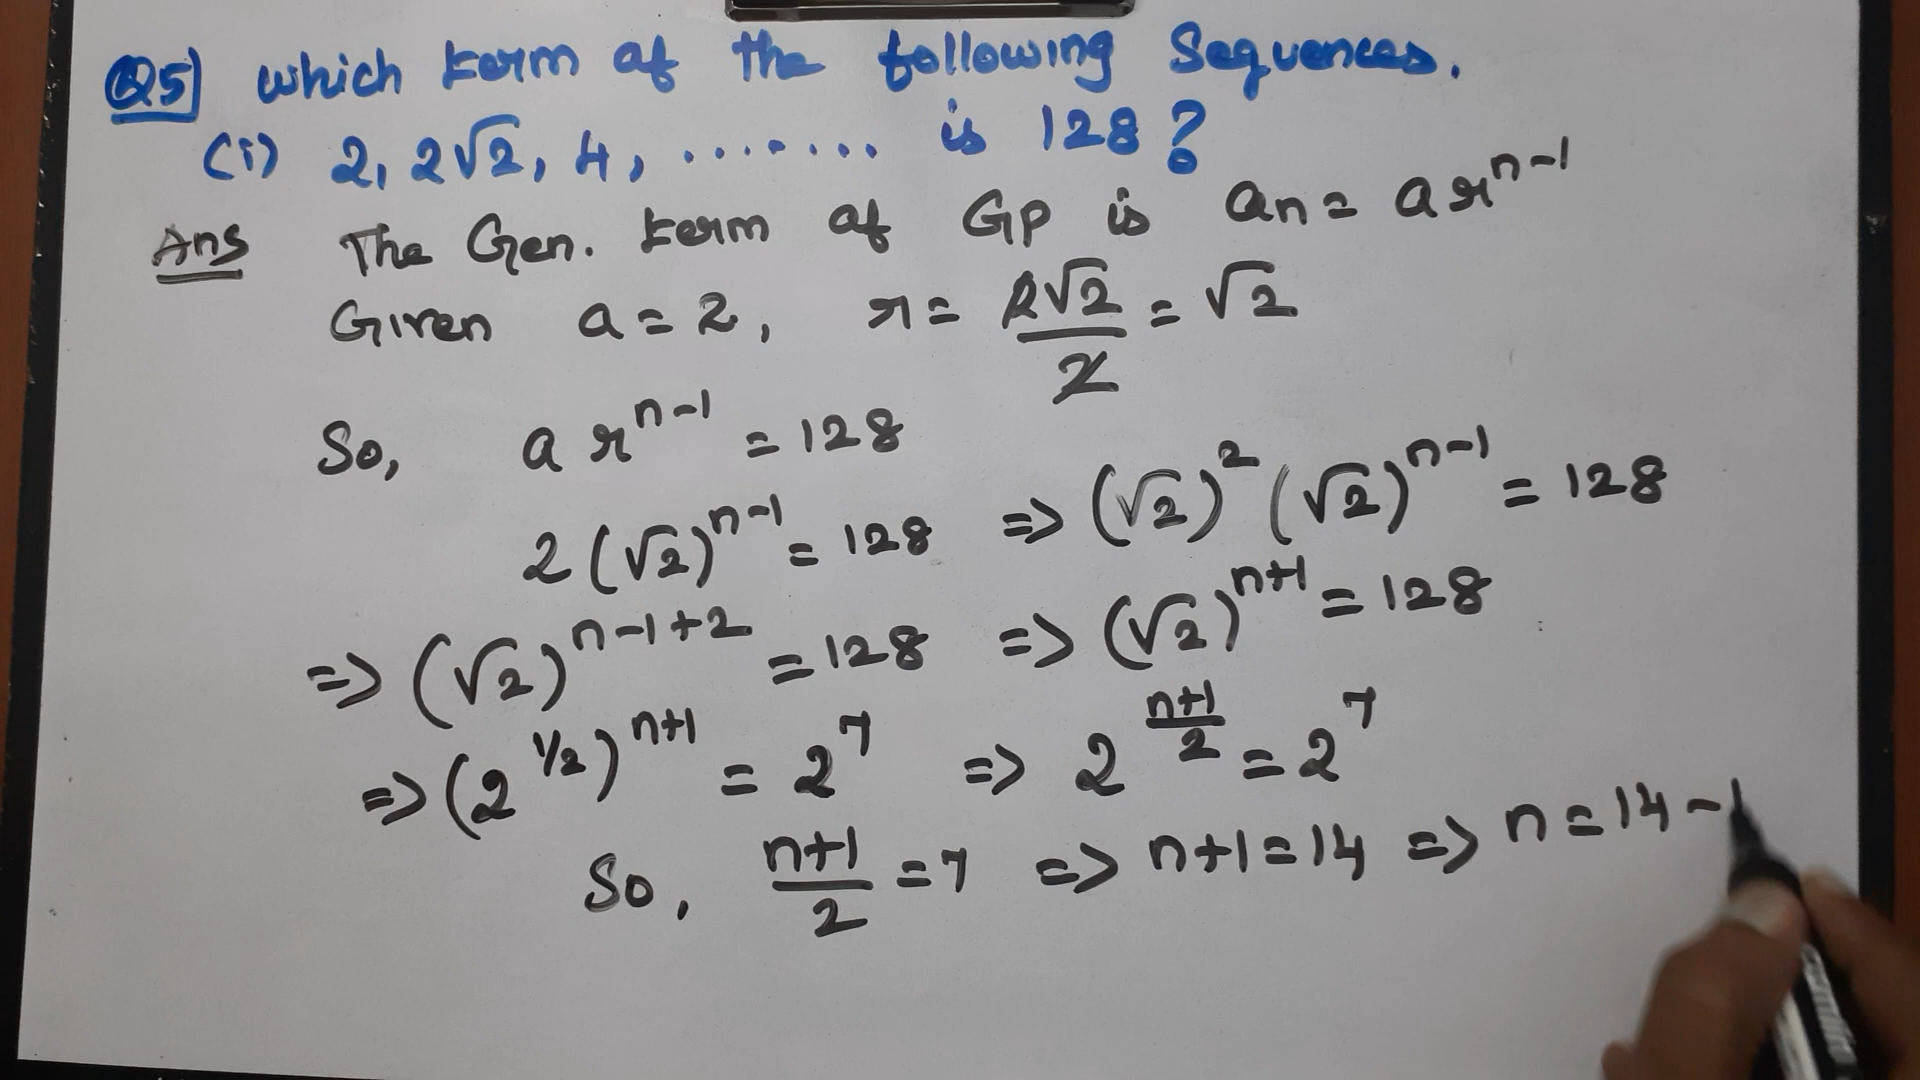 Q5) which term of the following Sequences.
(i) 2, 2√2, 4, ........ is 128?
Ans The Gen. term of GP is an = ar^(n-1)
Given a = 2, r = 2√2/2 = √2
So, a r^(n-1) = 128
2(√2)^(n-1) = 128 => (√2)^2 (√2)^(n-1) = 128
=> (√2)^(n-1+2) = 128 => (√2)^(n+1) = 128
=> (2^(1/2))^(n+1) = 2^7 => 2^((n+1)/2) = 2^7
So, (n+1)/2 = 7 => n+1 = 14 => n = 14 - 1